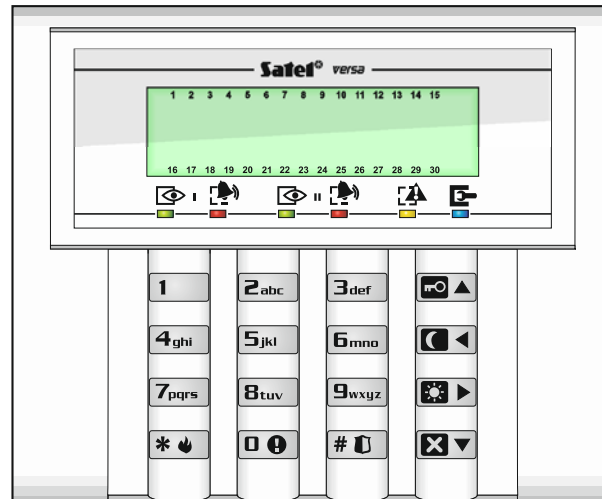 Satel versa
1 2 3 4 5 6 7 8 9 10 11 12 13 14 15
16 17 18 19 20 21 22 23 24 25 26 27 28 29 30
I II
1 2abc 3def
4ghi 5jkl 6mno
7pqrs 8tuv 9wxyz
* 0 #